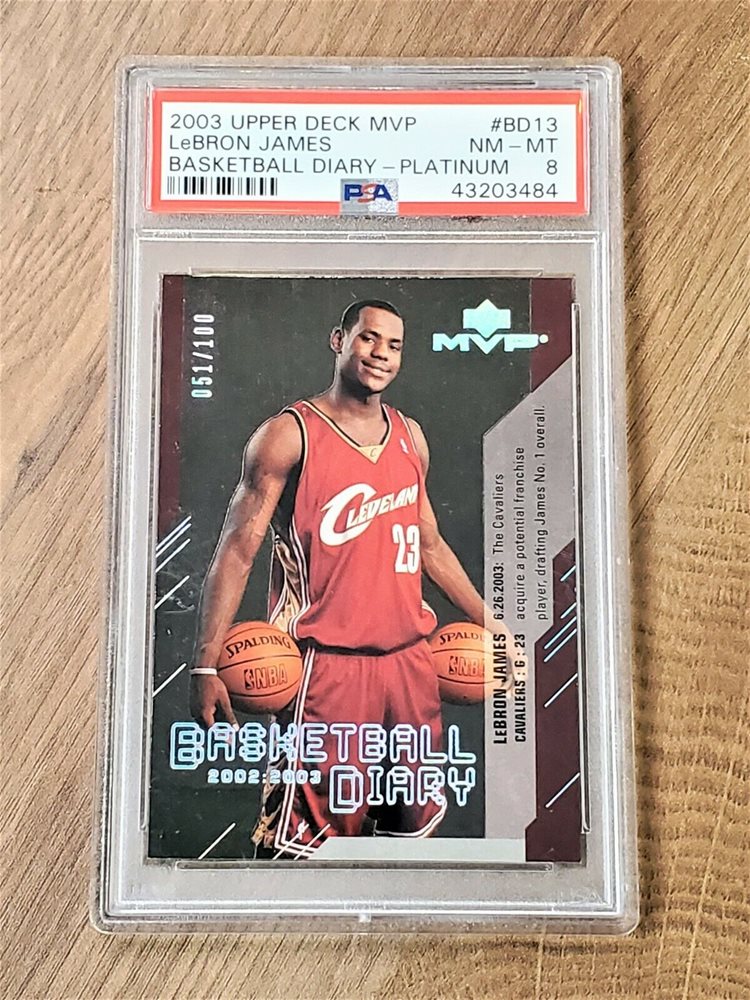 2003 UPPER DECK MVP #BD13
LeBRON JAMES NM – MT
BASKETBALL DIARY – PLATINUM 8
PSA 43203484
051/100
MVP
CLEVELAND
23
SPALDING
NBA
SPALDING
NBA
BASKETBALL
2002:2003 DIARY
LeBRON JAMES 6.26.2003: The Cavaliers
CAVALIERS : G : 23 acquire a potential franchise
player, drafting James No. 1 overall.